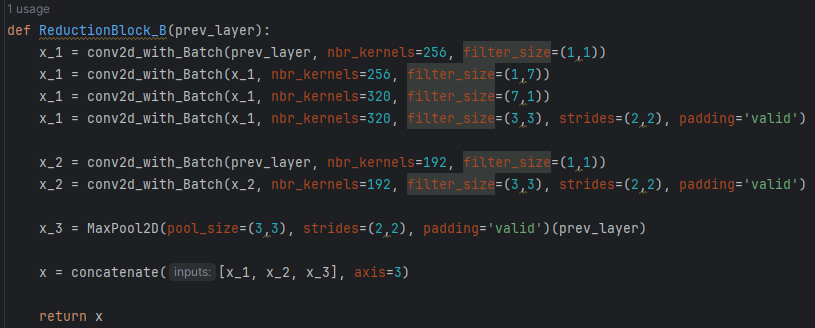 1 usage
def ReductionBlock_B(prev_layer):
x_1 = conv2d_with_Batch(prev_layer, nbr_kernels=256, filter_size=(1,1))
x_1 = conv2d_with_Batch(x_1, nbr_kernels=256, filter_size=(1,7))
x_1 = conv2d_with_Batch(x_1, nbr_kernels=320, filter_size=(7,1))
x_1 = conv2d_with_Batch(x_1, nbr_kernels=320, filter_size=(3,3), strides=(2,2), padding='valid')
x_2 = conv2d_with_Batch(prev_layer, nbr_kernels=192, filter_size=(1,1))
x_2 = conv2d_with_Batch(x_2, nbr_kernels=192, filter_size=(3,3), strides=(2,2), padding='valid')
x_3 = MaxPool2D(pool_size=(3,3), strides=(2,2), padding='valid')(prev_layer)
x = concatenate( inputs: [x_1, x_2, x_3], axis=3)
return x